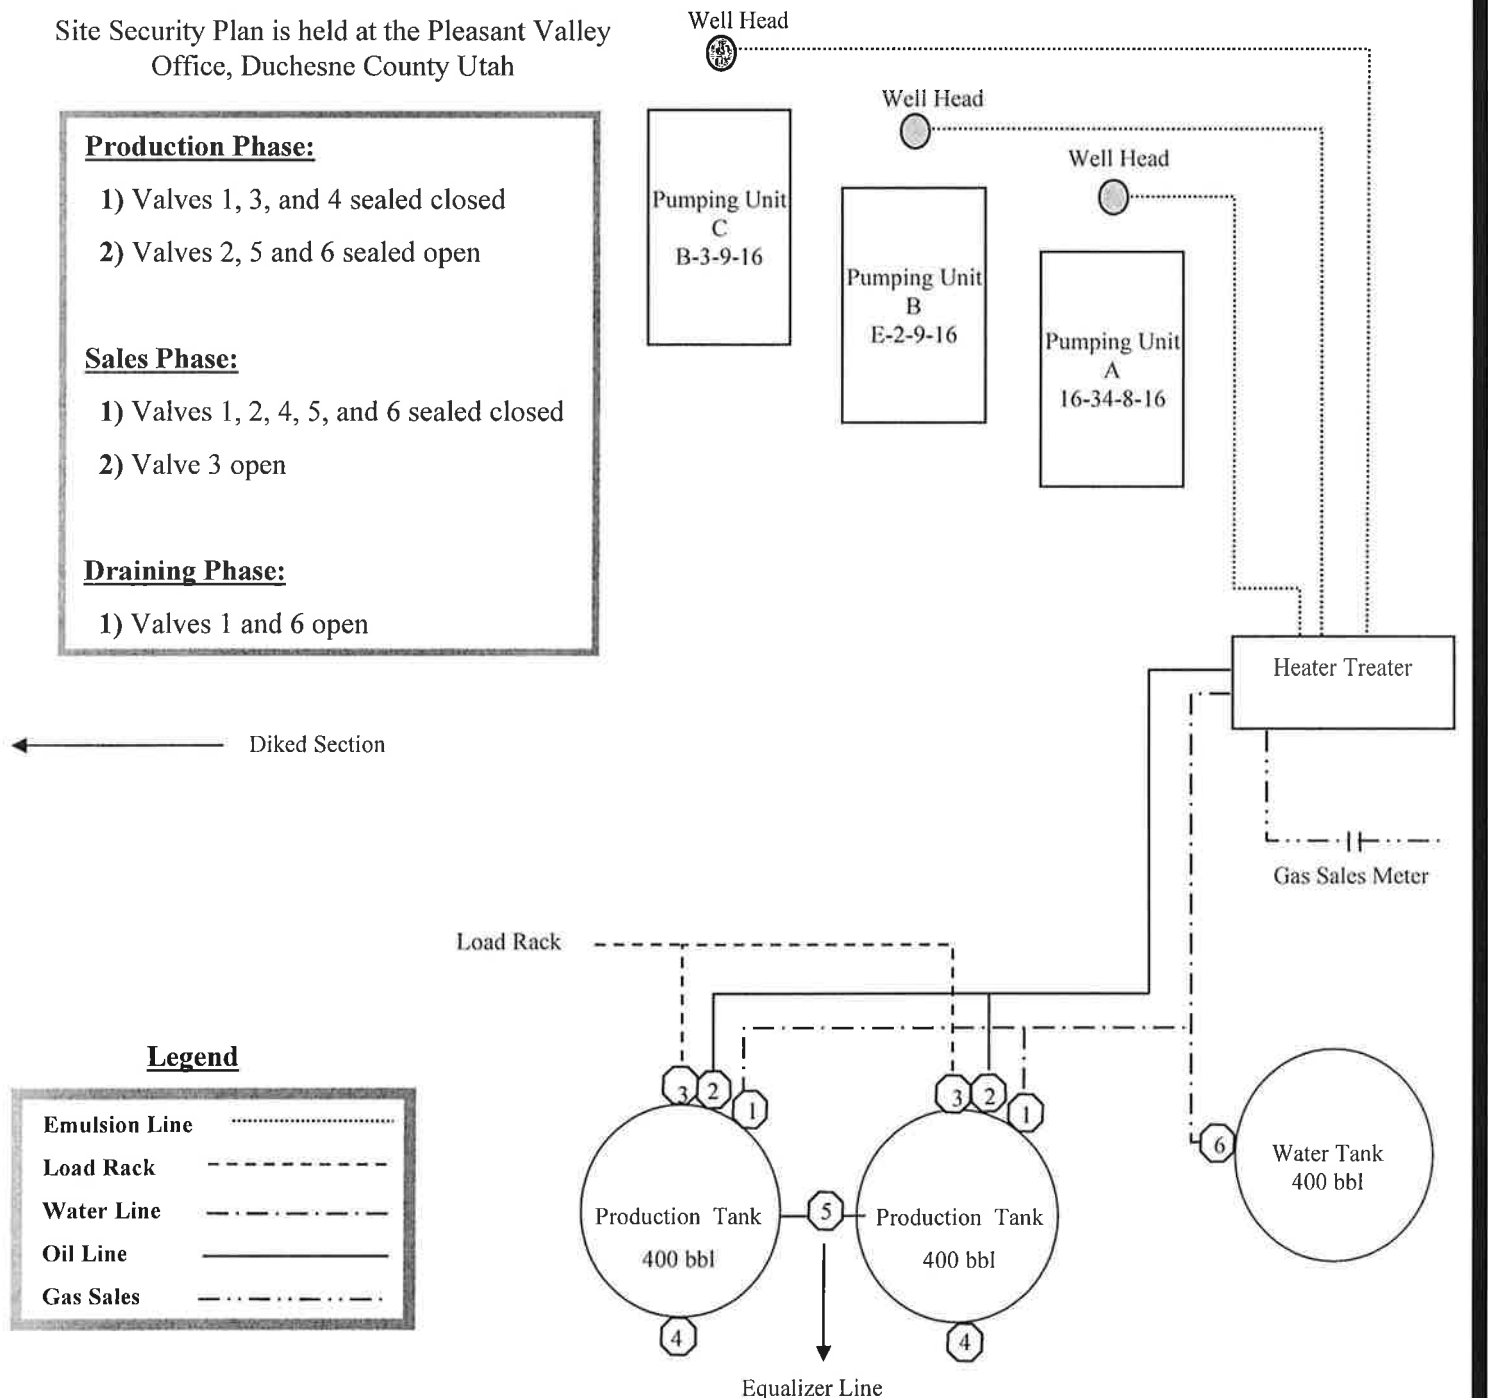 Site Security Plan is held at the Pleasant Valley
Office, Duchesne County Utah
Production Phase:
1) Valves 1, 3, and 4 sealed closed
2) Valves 2, 5 and 6 sealed open
Sales Phase:
1) Valves 1, 2, 4, 5, and 6 sealed closed
2) Valve 3 open
Draining Phase:
1) Valves 1 and 6 open
Diked Section
Well Head
Well Head
Well Head
Pumping Unit
C
B-3-9-16
Pumping Unit
B
E-2-9-16
Pumping Unit
A
16-34-8-16
Heater Treater
Gas Sales Meter
Load Rack
3
2
1
3
2
1
6
Water Tank
400 bbl
Production Tank
400 bbl
5
Production Tank
400 bbl
4
4
Equalizer Line
Legend
Emulsion Line
Load Rack
Water Line
Oil Line
Gas Sales